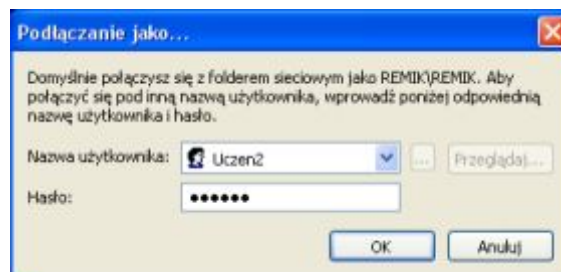 Podłączanie jako...
Domyślnie połączysz się z folderem sieciowym jako REMIK\REMIK. Aby
połączyć się pod inną nazwą użytkownika, wprowadź poniżej odpowiednią
nazwę użytkownika i hasło.
Nazwa użytkownika: Uczen2 ... Przeglądaj...
Hasło: ●●●●●●
OK Anuluj